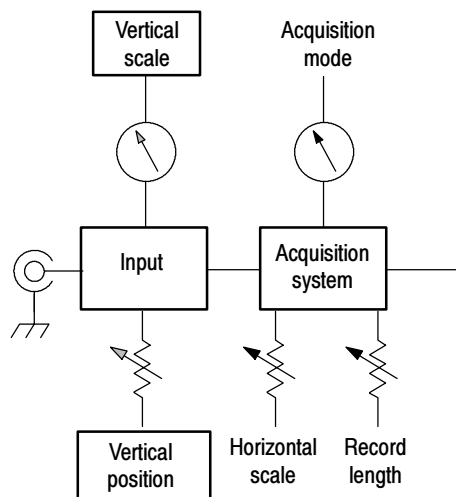 Vertical
scale
Acquisition
mode
Input
Acquisition
system
Vertical
position
Horizontal
scale
Record
length